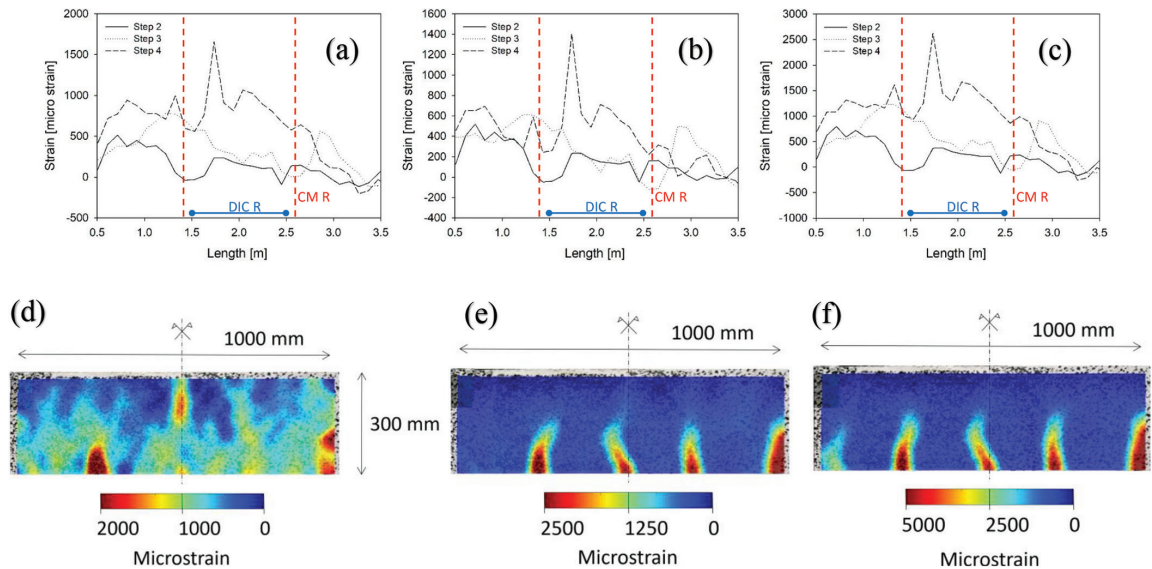 (a)
Step 2
Step 3
Step 4
2000
1500
1000
500
0
-500
0.5 1.0 1.5 2.0 2.5 3.0 3.5
Strain [micro strain]
Length [m]
DIC R
CM R
(b)
Step 2
Step 3
Step 4
1600
1400
1200
1000
800
600
400
200
0
-200
-400
0.5 1.0 1.5 2.0 2.5 3.0 3.5
Strain [micro strain]
Length [m]
DIC R
CM R
(c)
Step 2
Step 3
Step 4
3000
2500
2000
1500
1000
500
0
-500
-1000
0.5 1.0 1.5 2.0 2.5 3.0 3.5
Strain [micro strain]
Length [m]
DIC R
CM R
(d)
1000 mm
300 mm
2000 1000 0
Microstrain
(e)
1000 mm
2500 1250 0
Microstrain
(f)
1000 mm
5000 2500 0
Microstrain